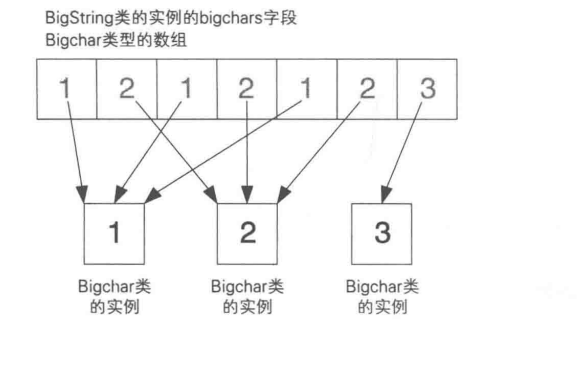 BigString类的实例的bigchars字段
Bigchar类型的数组
1 2 1 2 1 2 3
1 2 3
Bigchar类 Bigchar类 Bigchar类
的实例 的实例 的实例